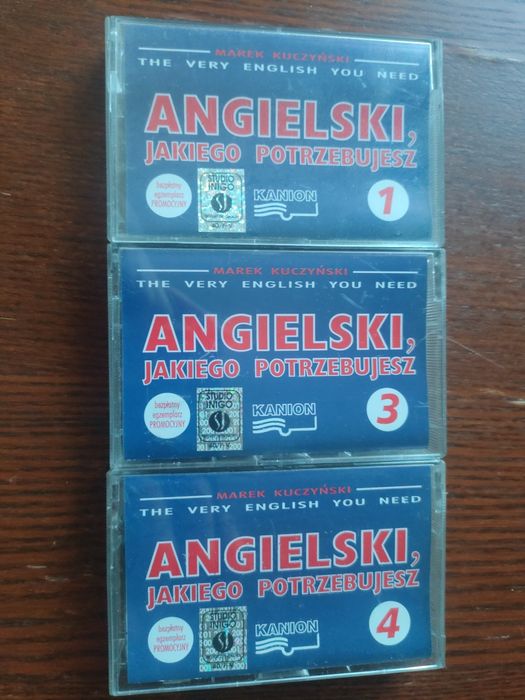 MAREK KUCZYŃSKI
THE VERY ENGLISH YOU NEED
ANGIELSKI,
JAKIEGO POTRZEBUJESZ
bezpłatny
egzemplarz
PROMOCYJNY
STUDIO
INIGO
KANION
1
MAREK KUCZYŃSKI
THE VERY ENGLISH YOU NEED
ANGIELSKI,
JAKIEGO POTRZEBUJESZ
bezpłatny
egzemplarz
PROMOCYJNY
STUDIO
INIGO
KANION
3
MAREK KUCZYŃSKI
THE VERY ENGLISH YOU NEED
ANGIELSKI,
JAKIEGO POTRZEBUJESZ
bezpłatny
egzemplarz
PROMOCYJNY
STUDIO
INIGO
KANION
4